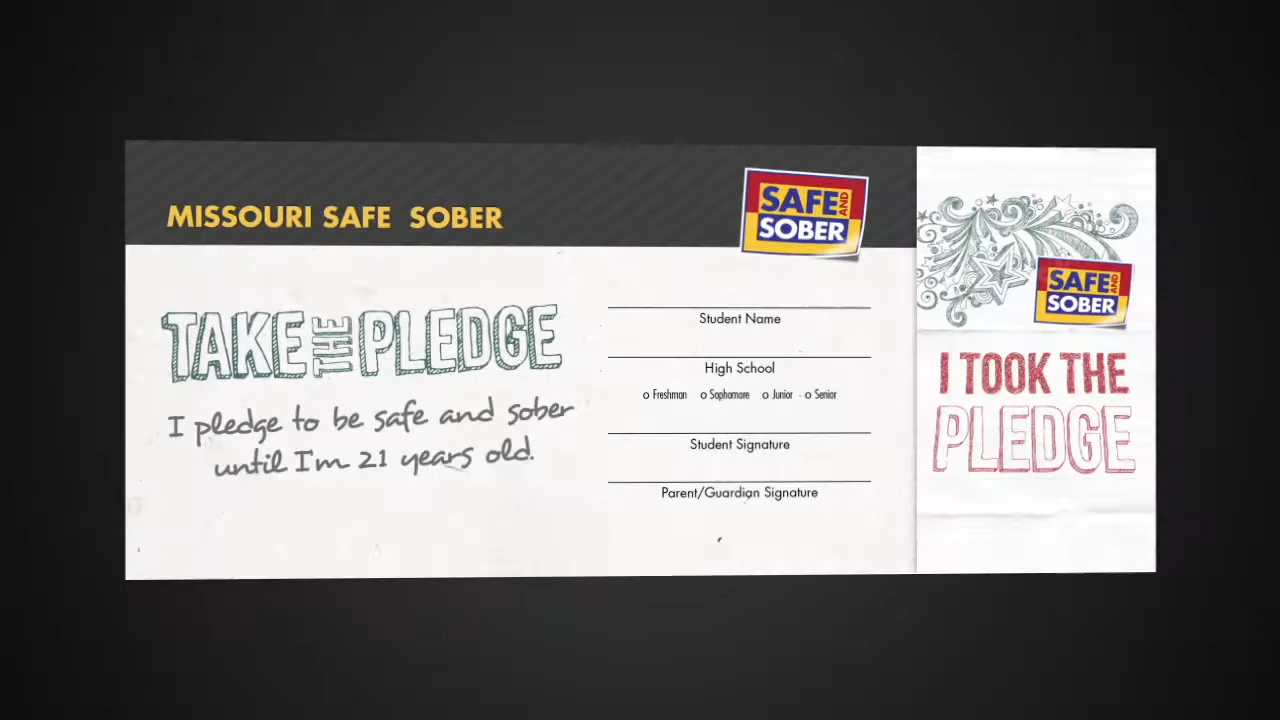 MISSOURI SAFE SOBER
SAFE AND
SOBER
TAKE THE PLEDGE
I pledge to be safe and sober
until I'm 21 years old.
Student Name
High School
o Freshman o Sophomore o Junior o Senior
Student Signature
Parent/Guardian Signature
SAFE AND
SOBER
I TOOK THE
PLEDGE